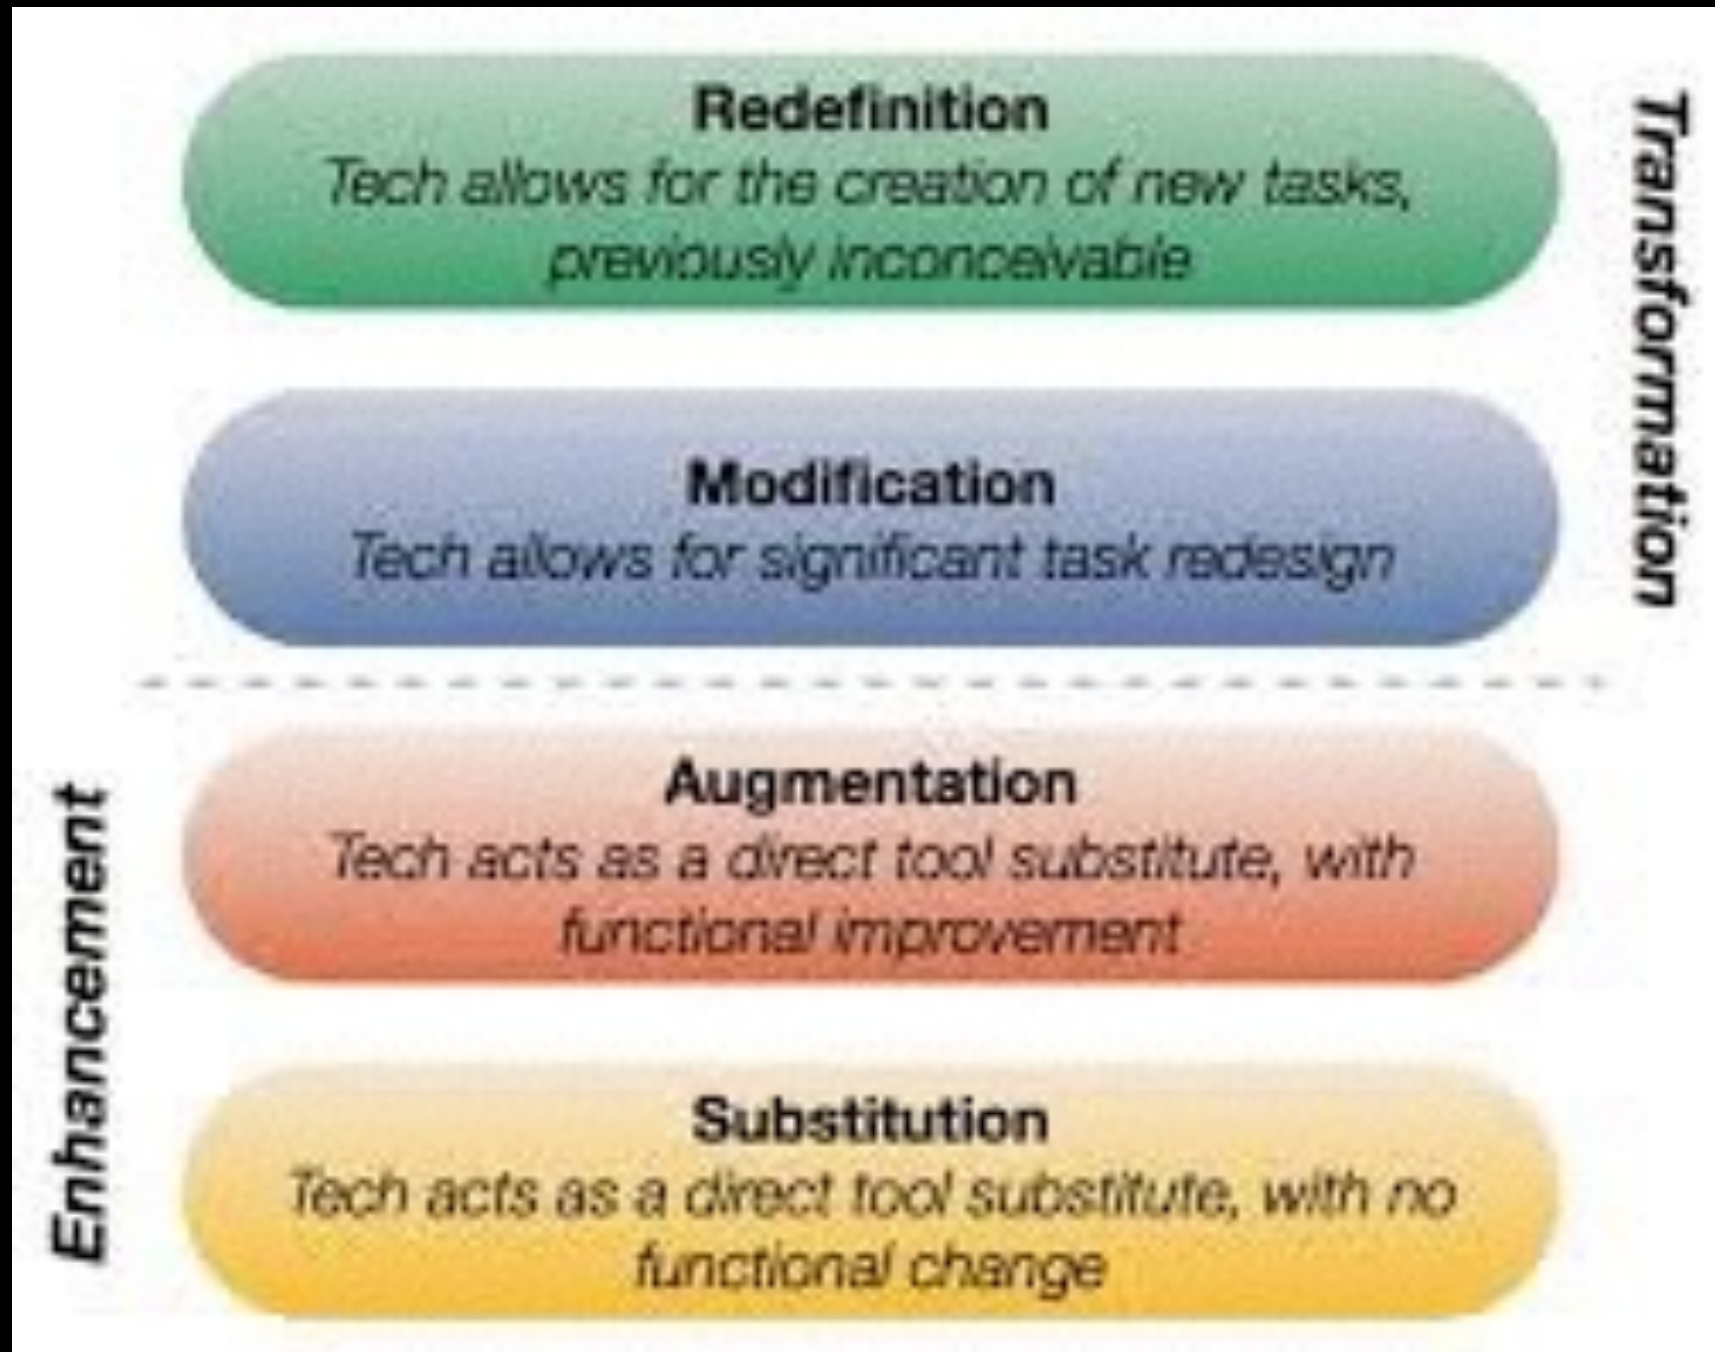 Redefinition
Tech allows for the creation of new tasks,
previously inconceivable
Transformation
Modification
Tech allows for significant task redesign
Augmentation
Tech acts as a direct tool substitute, with
functional improvement
Enhancement
Substitution
Tech acts as a direct tool substitute, with no
functional change